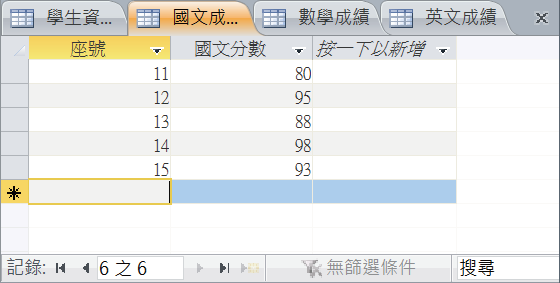 學生資... 國文成... 數學成績 英文成績
座號 國文分數 按一下以新增
11 80
12 95
13 88
14 98
15 93
記錄: 6 之 6 無篩選條件 搜尋